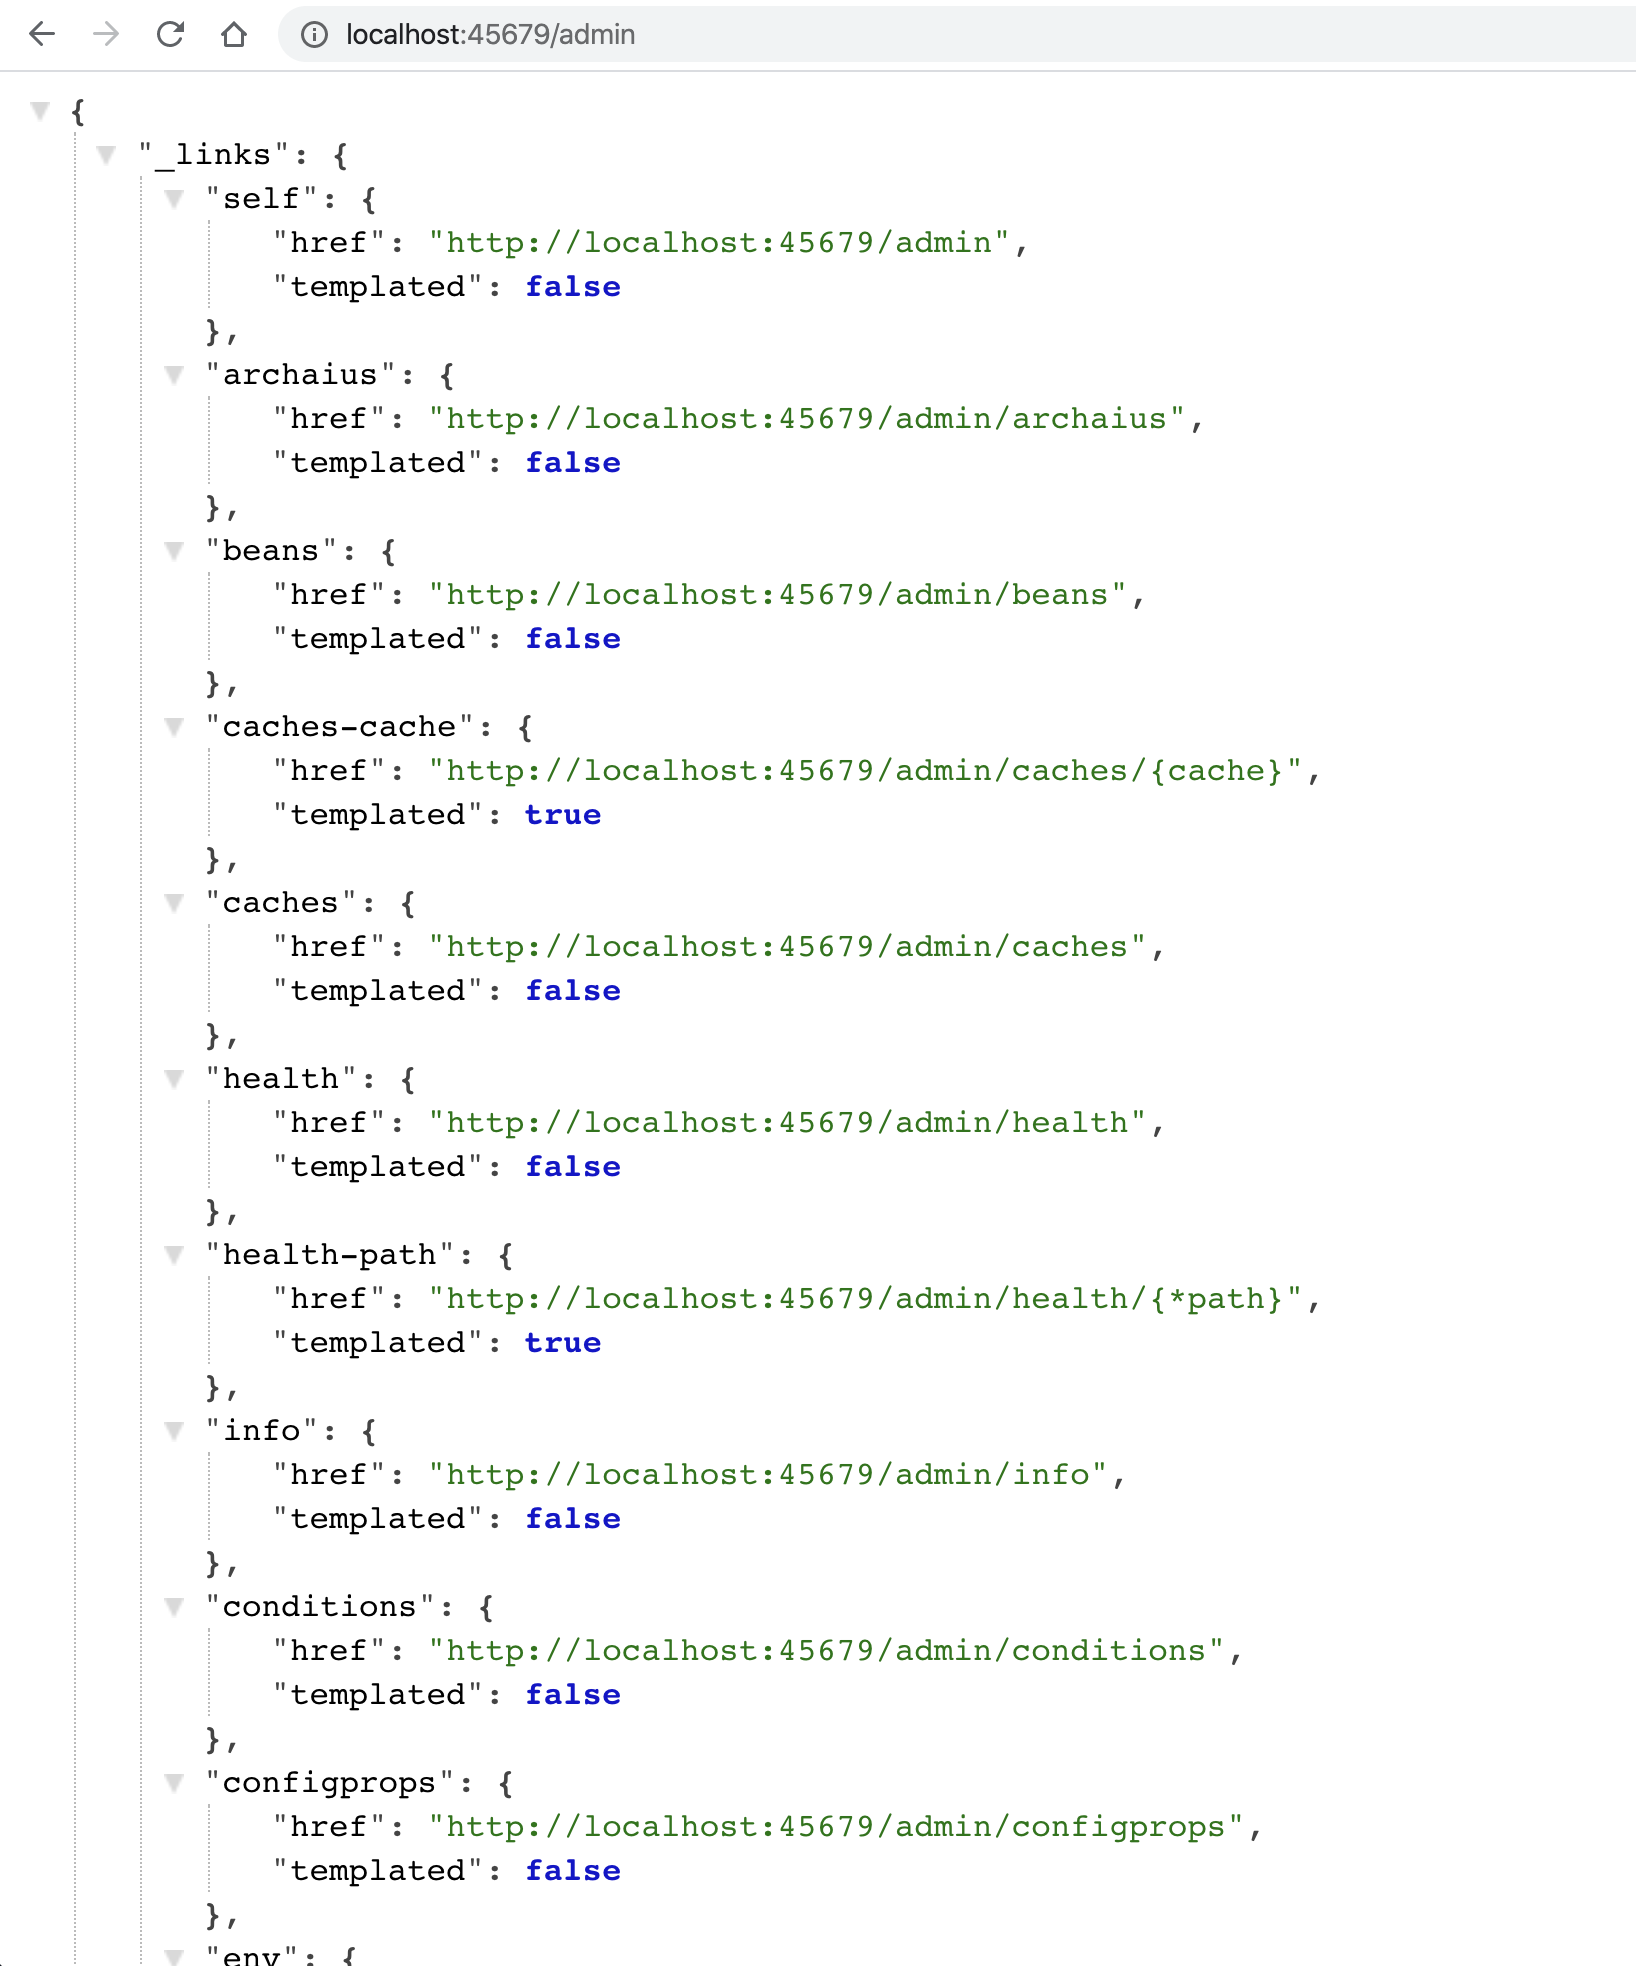 localhost:45679/admin
{
"_links": {
"self": {
"href": "http://localhost:45679/admin",
"templated": false
},
"archaius": {
"href": "http://localhost:45679/admin/archaius",
"templated": false
},
"beans": {
"href": "http://localhost:45679/admin/beans",
"templated": false
},
"caches-cache": {
"href": "http://localhost:45679/admin/caches/{cache}",
"templated": true
},
"caches": {
"href": "http://localhost:45679/admin/caches",
"templated": false
},
"health": {
"href": "http://localhost:45679/admin/health",
"templated": false
},
"health-path": {
"href": "http://localhost:45679/admin/health/{*path}",
"templated": true
},
"info": {
"href": "http://localhost:45679/admin/info",
"templated": false
},
"conditions": {
"href": "http://localhost:45679/admin/conditions",
"templated": false
},
"configprops": {
"href": "http://localhost:45679/admin/configprops",
"templated": false
},
"env": {